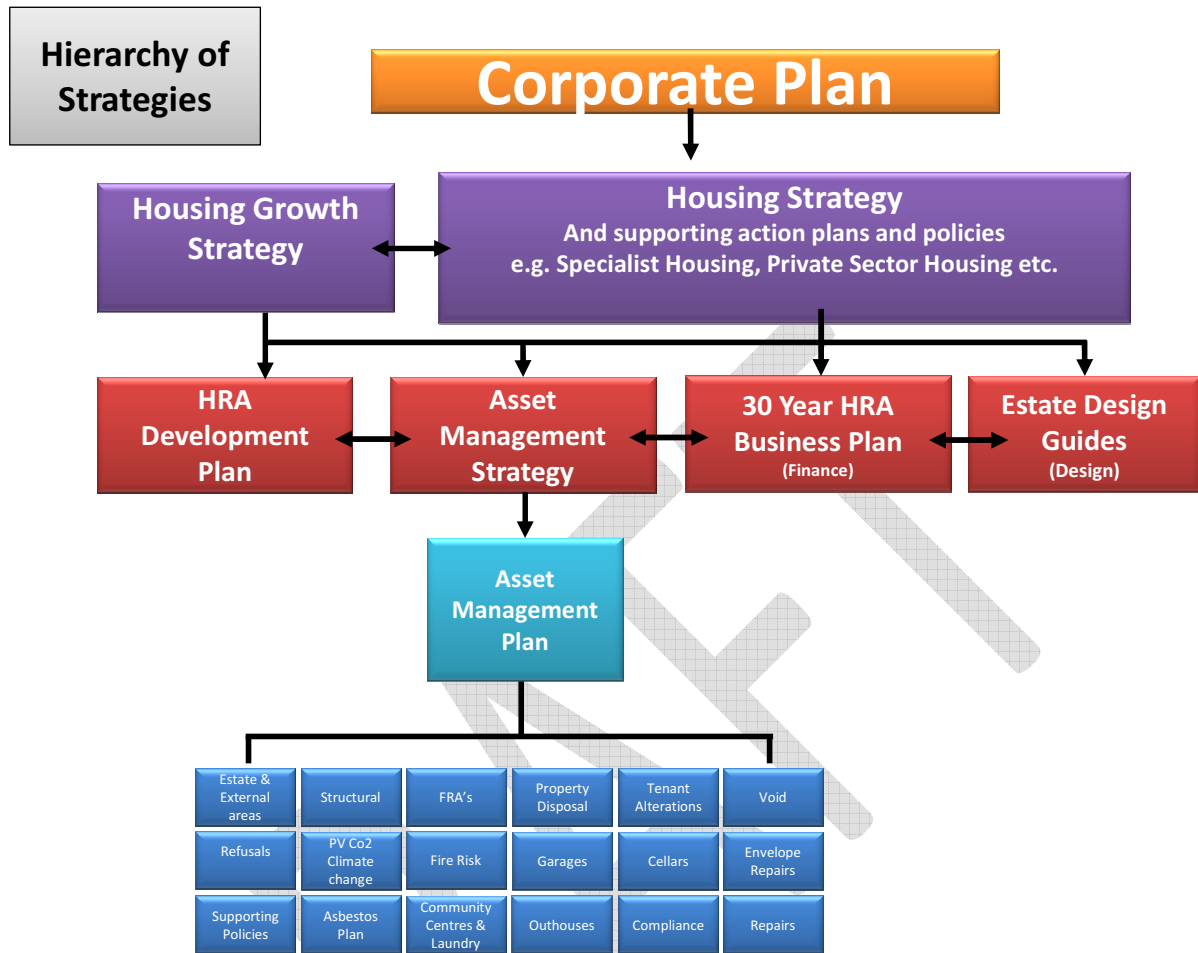 Hierarchy of
Strategies
Corporate Plan
Housing Growth
Strategy
Housing Strategy
And supporting action plans and policies
e.g. Specialist Housing, Private Sector Housing etc.
HRA
Development
Plan
Asset
Management
Strategy
30 Year HRA
Business Plan
(Finance)
Estate Design
Guides
(Design)
Asset
Management
Plan
Estate &
External
areas
Structural
FRA's
Property
Disposal
Tenant
Alterations
Void
Refusals
PV Co2
Climate
change
Fire Risk
Garages
Cellars
Envelope
Repairs
Supporting
Policies
Asbestos
Plan
Community
Centres &
Laundry
Outhouses
Compliance
Repairs